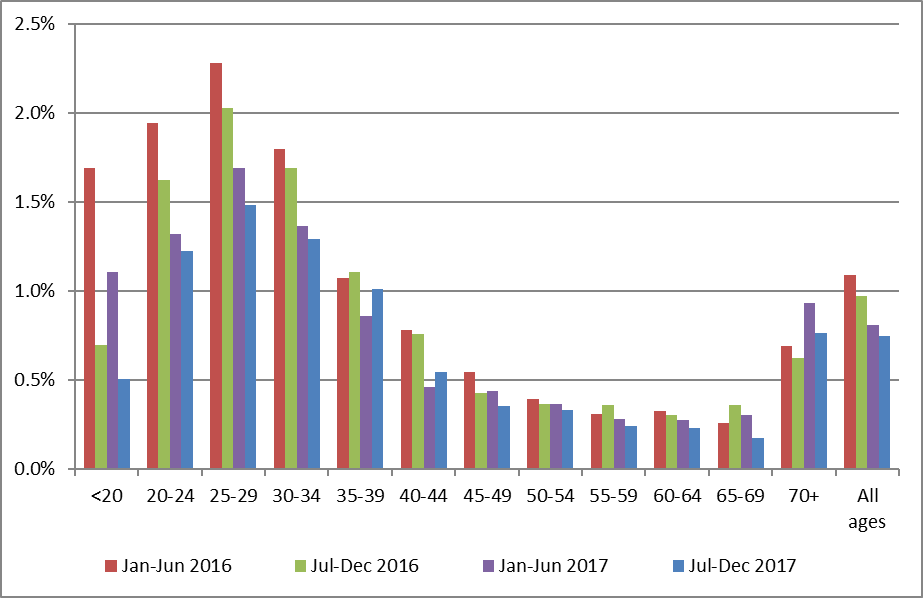 2.5%
2.0%
1.5%
1.0%
0.5%
0.0%
<20 20-24 25-29 30-34 35-39 40-44 45-49 50-54 55-59 60-64 65-69 70+ All
ages
Jan-Jun 2016 Jul-Dec 2016 Jan-Jun 2017 Jul-Dec 2017